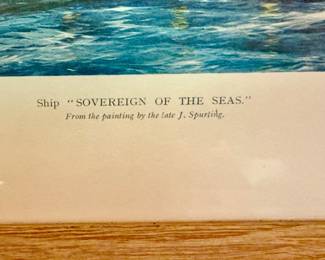 Ship "SOVEREIGN OF THE SEAS."
From the painting by the late J. Spurling.